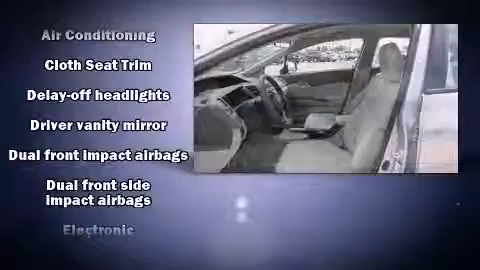 Air Conditioning
Cloth Seat Trim
Delay-off headlights
Driver vanity mirror
Dual front impact airbags
Dual front side
impact airbags
Electronic